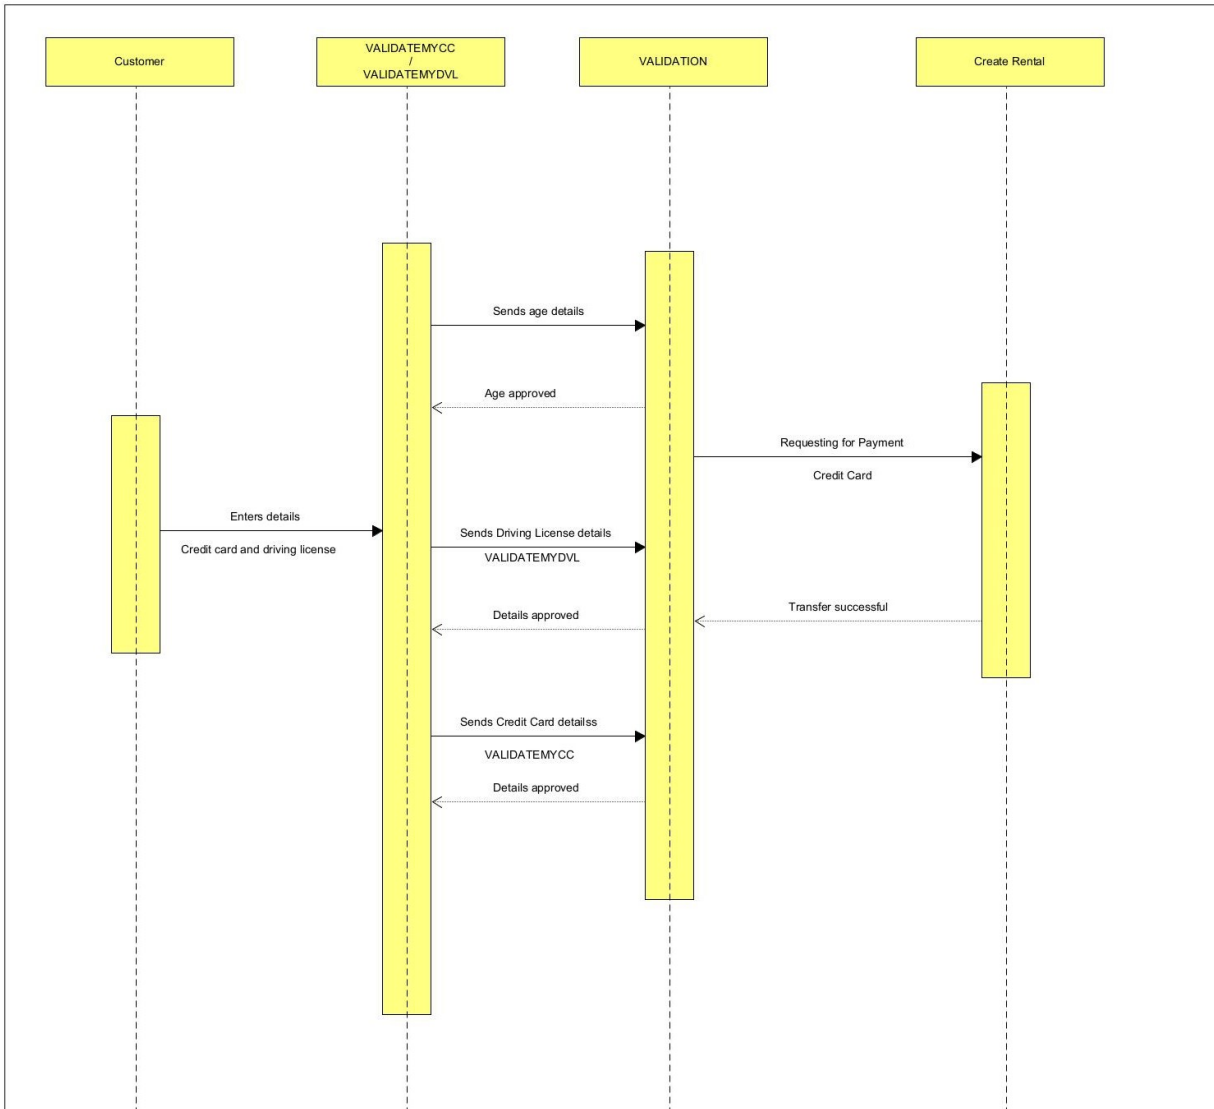 Customer
VALIDATEMYCC
/
VALIDATEMYDVL
VALIDATION
Create Rental
Sends age details
Age approved
Requesting for Payment
Credit Card
Enters details
Credit card and driving license
Sends Driving License details
VALIDATEMYDVL
Transfer successful
Details approved
Sends Credit Card detailss
VALIDATEMYCC
Details approved